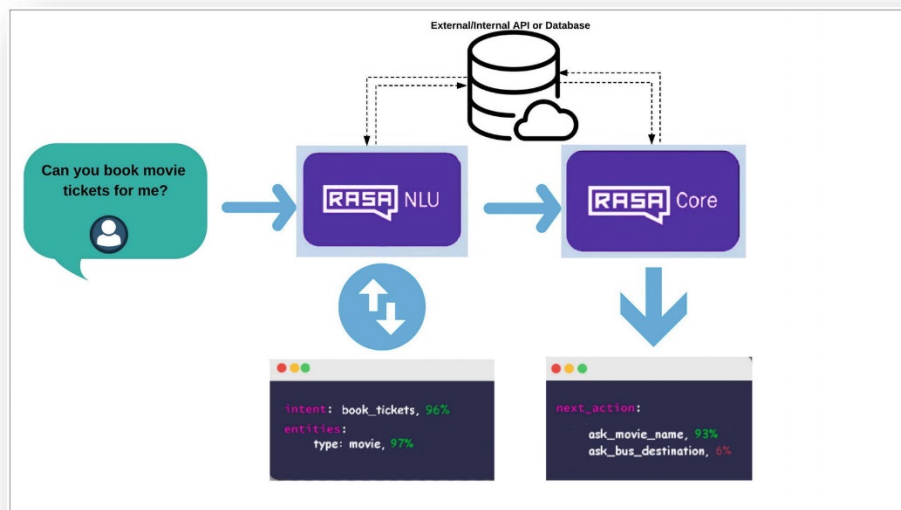 External/Internal API or Database
Can you book movie
tickets for me?
RASA NLU
RASA Core
intent: book_tickets, 96%
entities:
type: movie, 97%
next_action:
ask_movie_name, 93%
ask_bus_destination, 6%